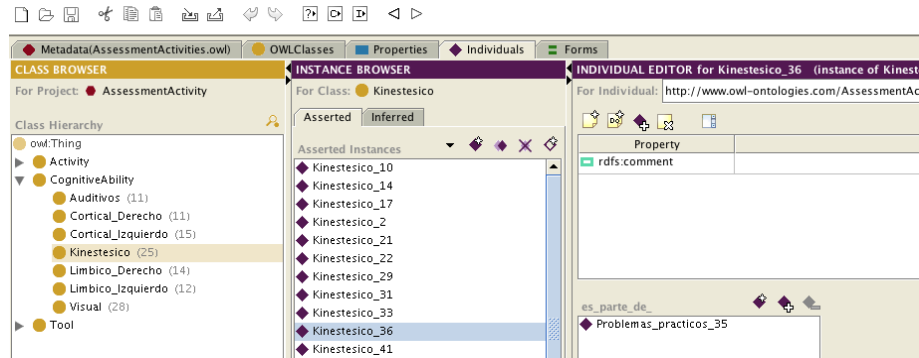 Metadata(AssessmentActivities.owl) OWLClasses Properties Individuals Forms
CLASS BROWSER
For Project: AssessmentActivity
Class Hierarchy
owl:Thing
Activity
CognitiveAbility
Auditivos (11)
Cortical_Derecho (11)
Cortical_Izquierdo (15)
Kinestesico (25)
Limbico_Derecho (14)
Limbico_Izquierdo (12)
Visual (28)
Tool
INSTANCE BROWSER
For Class: Kinestesico
Asserted Inferred
Asserted Instances
Kinestesico_10
Kinestesico_14
Kinestesico_17
Kinestesico_2
Kinestesico_21
Kinestesico_22
Kinestesico_29
Kinestesico_31
Kinestesico_33
Kinestesico_36
Kinestesico_41
INDIVIDUAL EDITOR for Kinestesico_36 (instance of Kinest
For Individual: http://www.owl-ontologies.com/AssessmentAc
Property
rdfs:comment
es_parte_de_
Problemas_practicos_35